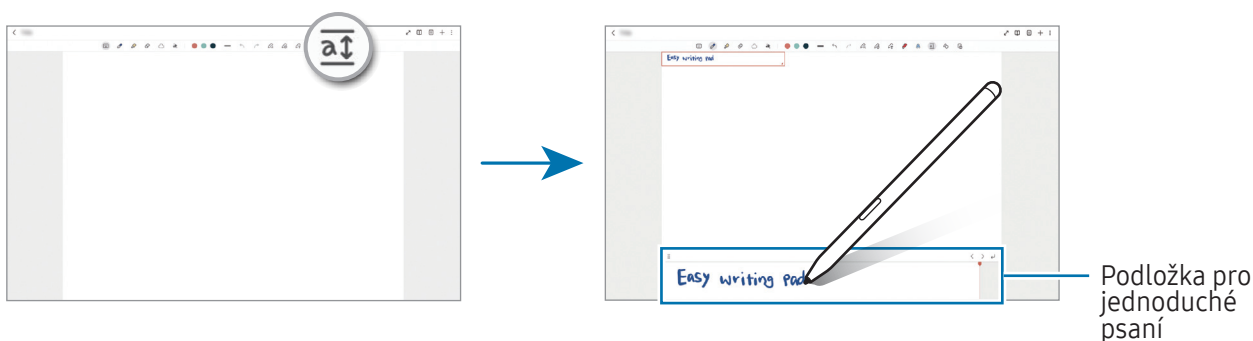 a
Easy writing pad
Easy writing pad
Podložka pro
jednoduché
psaní